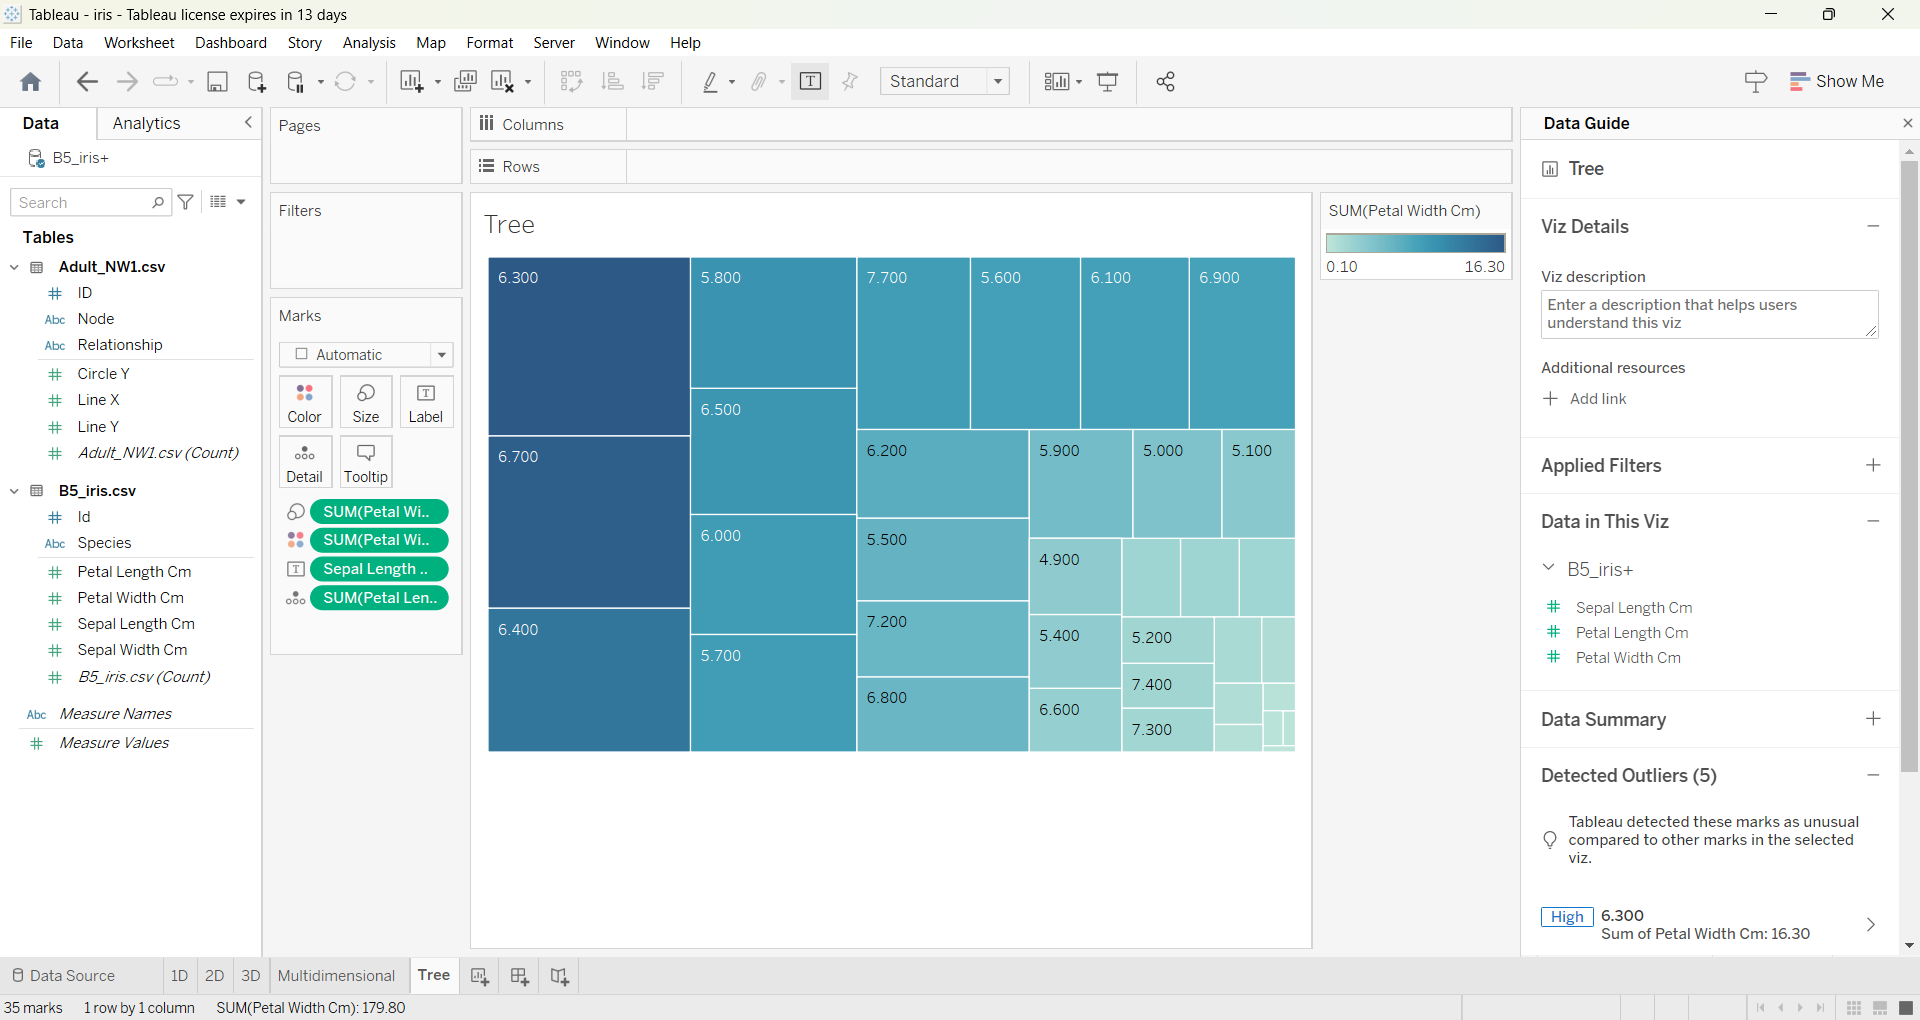 Tableau - iris - Tableau license expires in 13 days
File Data Worksheet Dashboard Story Analysis Map Format Server Window Help
Standard
Show Me
Data Analytics
B5_iris+
Search
Tables
Adult_NW1.csv
ID
Abc Node
Abc Relationship
Circle Y
Line X
Line Y
Adult_NW1.csv (Count)
B5_iris.csv
Id
Abc Species
Petal Length Cm
Petal Width Cm
Sepal Length Cm
Sepal Width Cm
B5_iris.csv (Count)
Abc Measure Names
Measure Values
Pages
Filters
Marks
Automatic
Color Size Label
Detail Tooltip
SUM(Petal Wi..
SUM(Petal Wi..
Sepal Length ..
SUM(Petal Len..
Columns
Rows
Tree
6.300 5.800 7.700 5.600 6.100 6.900
6.500
6.700 6.200 5.900 5.000 5.100
6.000 5.500 4.900
6.400 7.200 5.400 5.200
5.700 7.400
6.800 6.600 7.300
SUM(Petal Width Cm)
0.10 16.30
Data Guide
Tree
Viz Details
Viz description
Enter a description that helps users
understand this viz
Additional resources
Add link
Applied Filters
Data in This Viz
B5_iris+
Sepal Length Cm
Petal Length Cm
Petal Width Cm
Data Summary
Detected Outliers (5)
Tableau detected these marks as unusual
compared to other marks in the selected
viz.
High 6.300
Sum of Petal Width Cm: 16.30
Data Source 1D 2D 3D Multidimensional Tree
35 marks 1 row by 1 column SUM(Petal Width Cm): 179.80